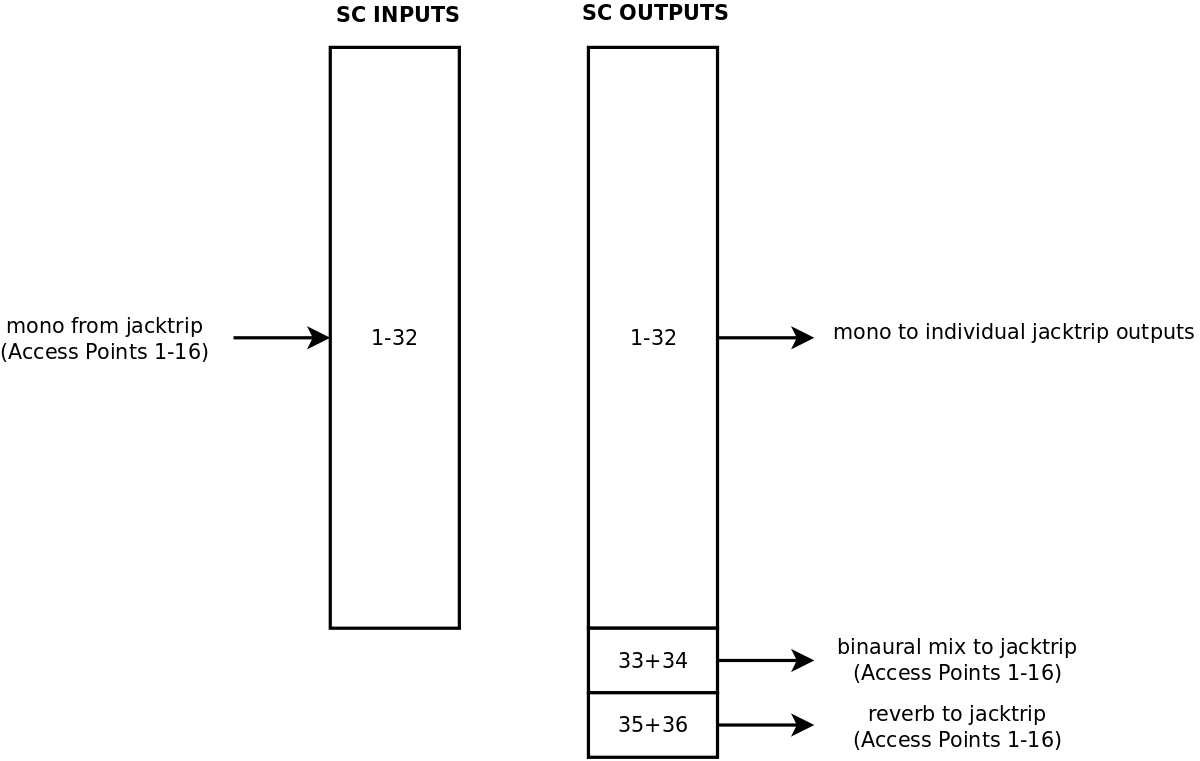 SC INPUTS
SC OUTPUTS
mono from jacktrip
(Access Points 1-16)
1-32
1-32
mono to individual jacktrip outputs
33+34
binaural mix to jacktrip
(Access Points 1-16)
35+36
reverb to jacktrip
(Access Points 1-16)